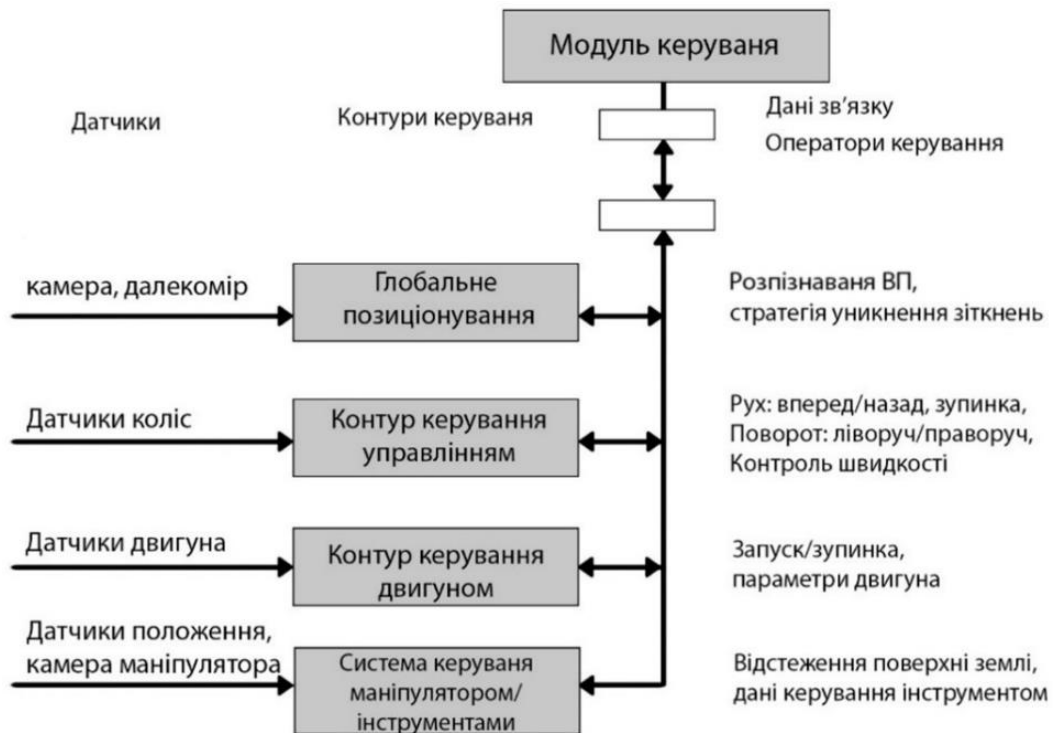 Модуль керуваня
Датчики
Контури керуваня
Дані зв'язку
Оператори керування
камера, далекомір
Глобальне
позиціонування
Розпізнаваня ВП,
стратегія уникнення зіткнень
Датчики коліс
Контур керування
управлінням
Рух: вперед/назад, зупинка,
Поворот: ліворуч/праворуч,
Контроль швидкості
Датчики двигуна
Контур керування
двигуном
Запуск/зупинка,
параметри двигуна
Датчики положення,
камера маніпулятора
Система керуваня
маніпулятором/
інструментами
Відстеження поверхні землі,
дані керування інструментом